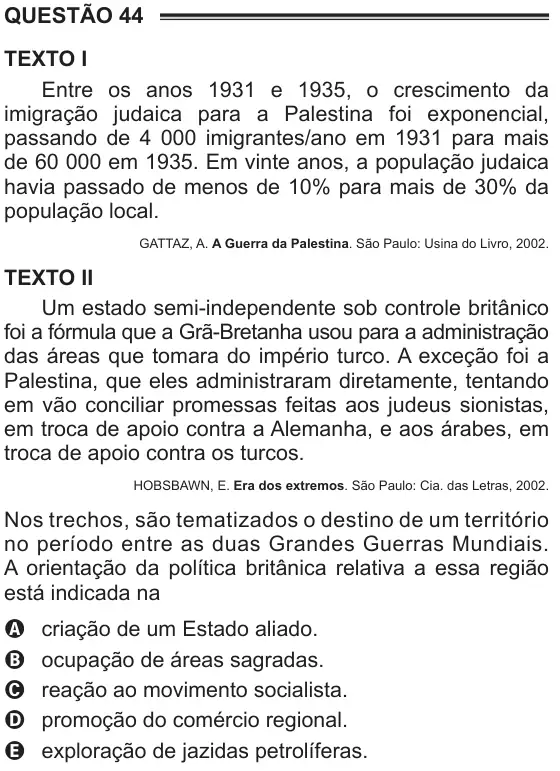 QUESTÃO 44
TEXTO I
Entre os anos 1931 e 1935, o crescimento da
imigração judaica para a Palestina foi exponencial,
passando de 4 000 imigrantes/ano em 1931 para mais
de 60 000 em 1935. Em vinte anos, a população judaica
havia passado de menos de 10% para mais de 30% da
população local.
GATTAZ, A. A Guerra da Palestina. São Paulo: Usina do Livro, 2002.
TEXTO II
Um estado semi-independente sob controle britânico
foi a fórmula que a Grã-Bretanha usou para a administração
das áreas que tomara do império turco. A exceção foi a
Palestina, que eles administraram diretamente, tentando
em vão conciliar promessas feitas aos judeus sionistas,
em troca de apoio contra a Alemanha, e aos árabes, em
troca de apoio contra os turcos.
HOBSBAWN, E. Era dos extremos. São Paulo: Cia. das Letras, 2002.
Nos trechos, são tematizados o destino de um território
no período entre as duas Grandes Guerras Mundiais.
A orientação da política britânica relativa a essa região
está indicada na
A criação de um Estado aliado.
B ocupação de áreas sagradas.
C reação ao movimento socialista.
D promoção do comércio regional.
E exploração de jazidas petrolíferas.